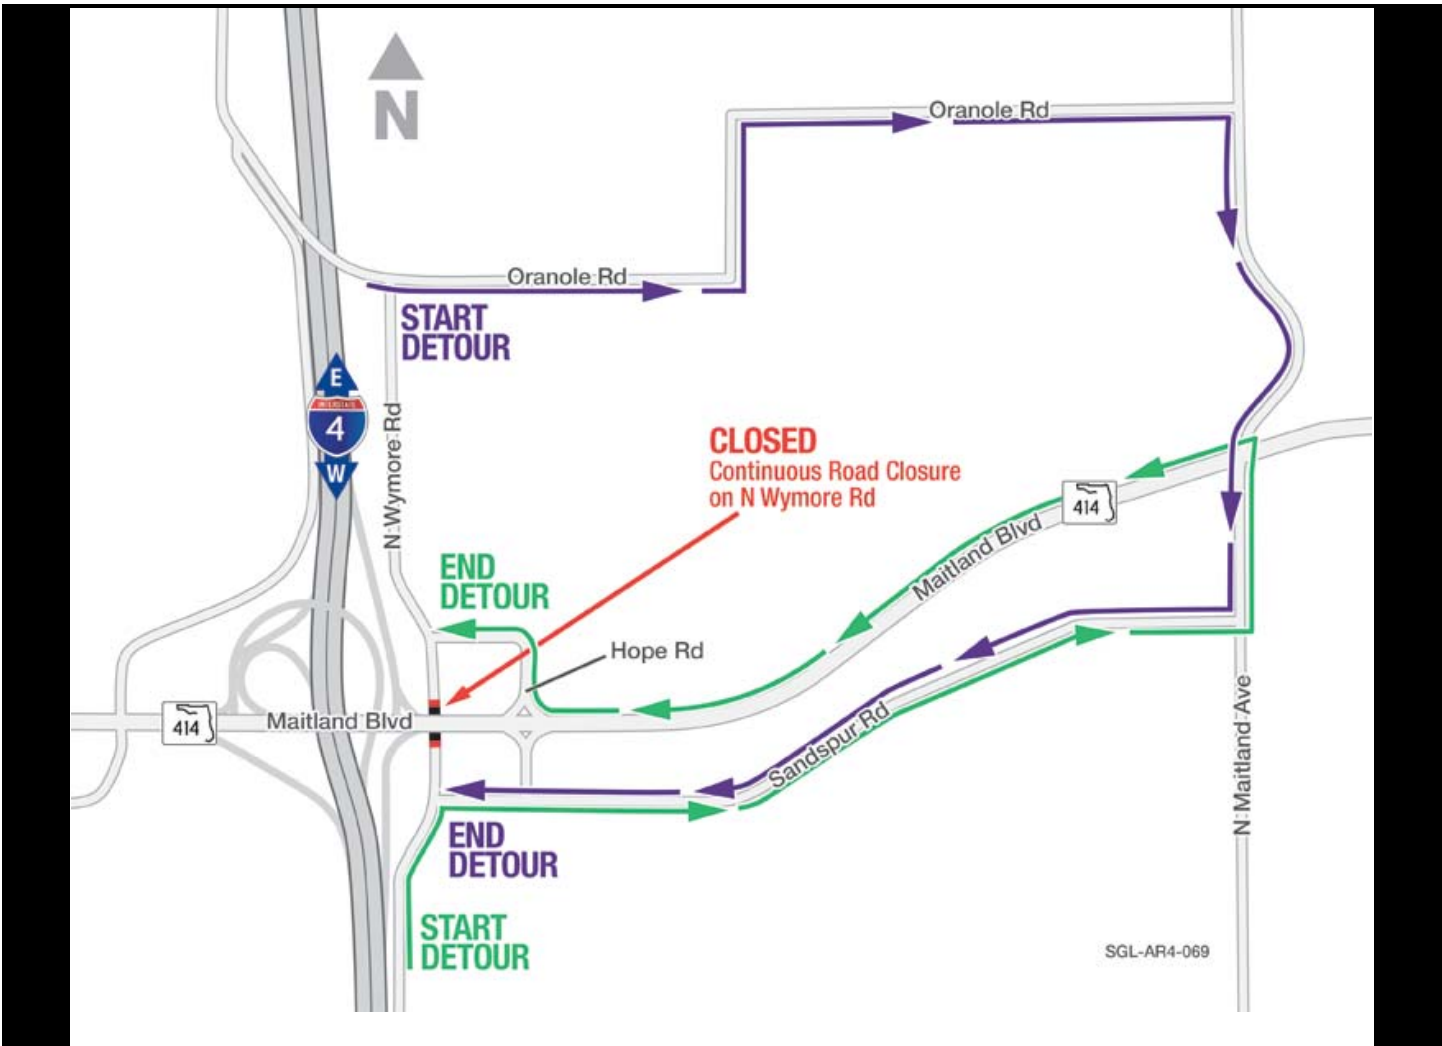 N
Oranole Rd
Oranole Rd
START
DETOUR
E
INTERSTATE
4
W
N Wymore Rd
CLOSED
Continuous Road Closure
on N Wymore Rd
414
Maitland Blvd
END
DETOUR
Hope Rd
414
Maitland Blvd
Sandspur Rd
N Maitland Ave
END
DETOUR
START
DETOUR
SGL-AR4-069